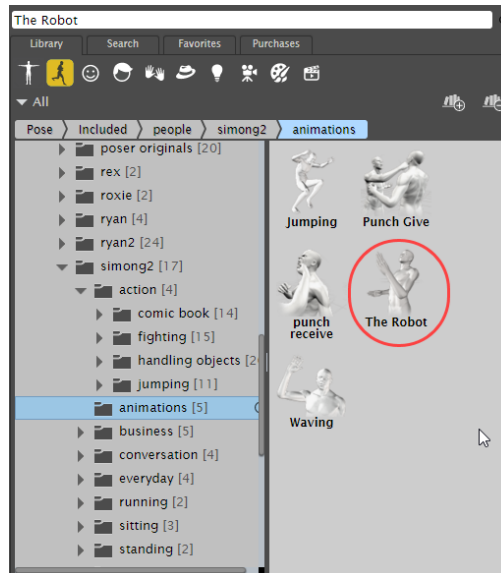 The Robot
Library Search Favorites Purchases
All
Pose Included people simong2 animations
poser originals [20]
rex [2]
roxie [2]
ryan [4]
ryan2 [24]
simong2 [17]
action [4]
comic book [14]
fighting [15]
handling objects
jumping [11]
animations [5]
business [5]
conversation [4]
everyday [4]
running [2]
sitting [3]
standing [2]
Jumping Punch Give
punch
receive
The Robot
Waving